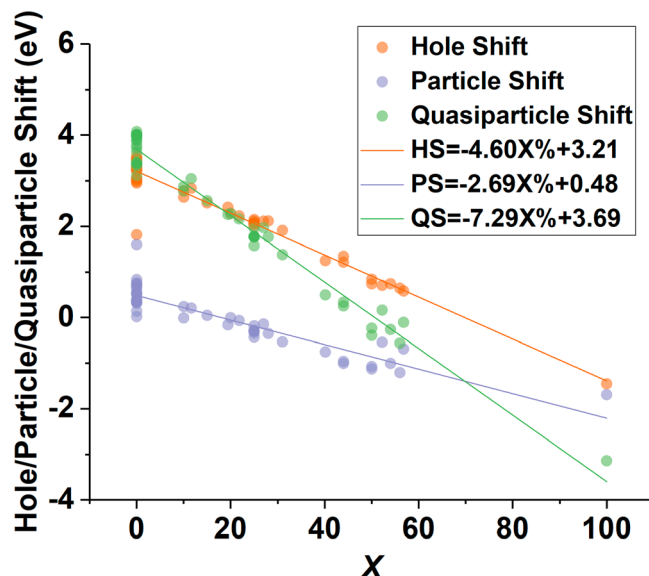 Hole/Particle/Quasiparticle Shift (eV)
6
4
2
0
-2
-4
Hole Shift
Particle Shift
Quasiparticle Shift
HS=-4.60X%+3.21
PS=-2.69X%+0.48
QS=-7.29X%+3.69
0 20 40 60 80 100
X